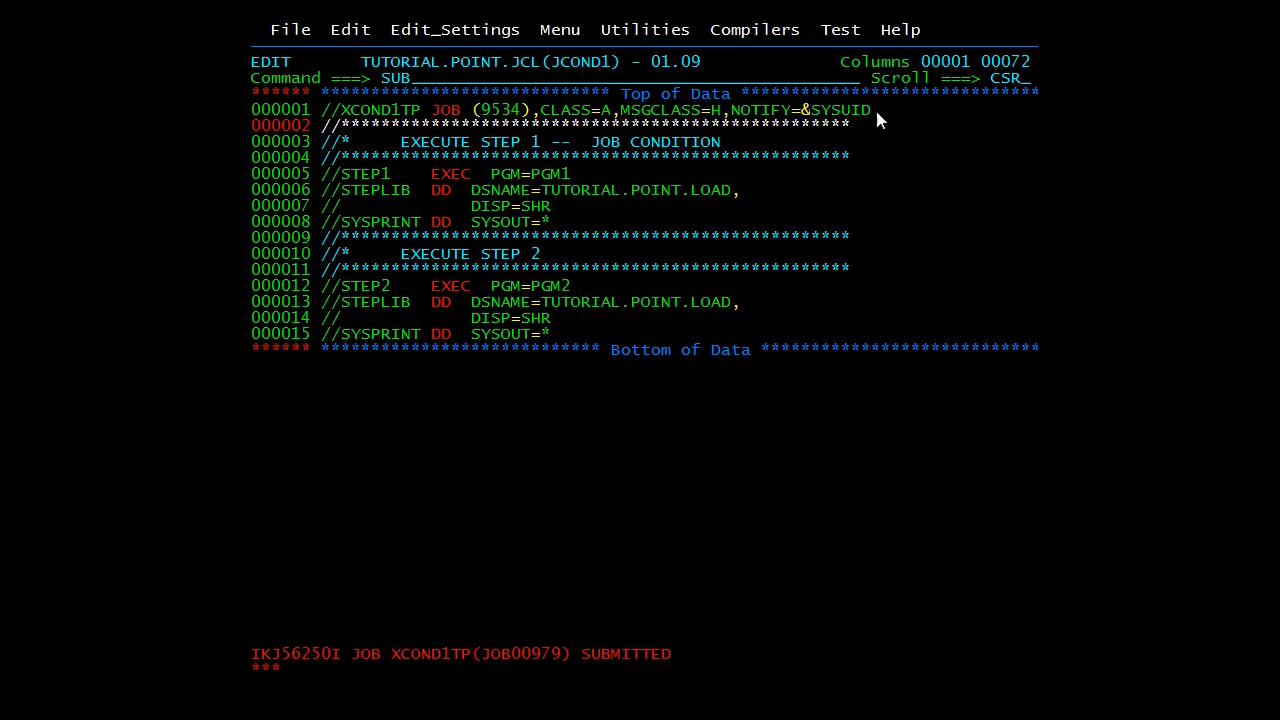 File  Edit  Edit_Settings  Menu  Utilities  Compilers  Test  Help
EDIT       TUTORIAL.POINT.JCL(JCOND1) - 01.09              Columns 00001 00072
Command ===> SUB                                              Scroll ===> CSR
****** ***************************** Top of Data ******************************
000001 //XCOND1TP JOB (9534),CLASS=A,MSGCLASS=H,NOTIFY=&SYSUID
000002 //***************************************************
000003 //*     EXECUTE STEP 1 --  JOB CONDITION
000004 //***************************************************
000005 //STEP1    EXEC  PGM=PGM1
000006 //STEPLIB  DD  DSNAME=TUTORIAL.POINT.LOAD,
000007 //             DISP=SHR
000008 //SYSPRINT DD  SYSOUT=*
000009 //***************************************************
000010 //*     EXECUTE STEP 2
000011 //***************************************************
000012 //STEP2    EXEC  PGM=PGM2
000013 //STEPLIB  DD  DSNAME=TUTORIAL.POINT.LOAD,
000014 //             DISP=SHR
000015 //SYSPRINT DD  SYSOUT=*
****** **************************** Bottom of Data ****************************
IKJ56250I JOB XCOND1TP(JOB00979) SUBMITTED
***